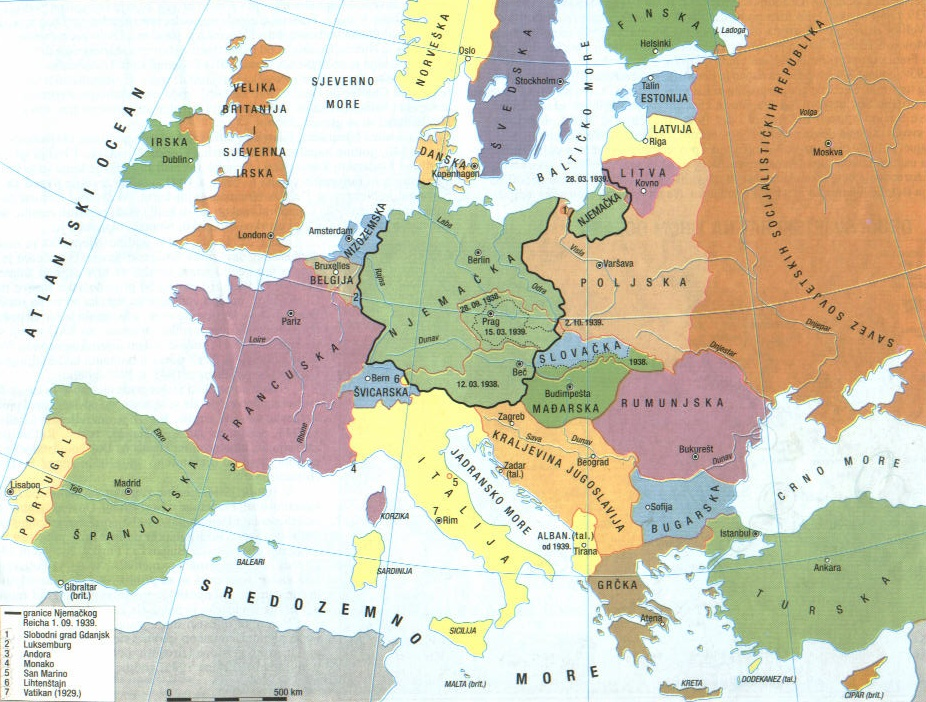 NORVEŠKA
Oslo
ŠVEDSKA
Stockholm
FINSKA
Helsinki
J. Ladoga
SAVEZ SOVJETSKIH SOCIJALISTIČKIH REPUBLIKA
Volga
Moskva
Talin
ESTONIJA
LATVIJA
Riga
LITVA
Kovno
BALTIČKO MORE
28. 03. 1939.
SJEVERNO
MORE
VELIKA
BRITANIJA
I
SJEVERNA
IRSKA
London
IRSKA
Dublin
ATLANTSKI OCEAN
DANSKA
Kopenhagen
Amsterdam
NIZOZEMSKA
Bruxelles
BELGIJA
2
NJEMAČKA
Laba
Berlin
Rajna
Odra
28. 09. 1938.
Prag
15. 03. 1939.
Dunav
Beč
12. 03. 1938.
1
NJEMAČKA
Visla
Varšava
POLJSKA
2. 10. 1939.
Dnjepar
Dnjestar
SLOVAČKA
1938.
Budimpešta
MAĐARSKA
RUMUNJSKA
Bukurešt
Dunav
Pariz
Loire
FRANCUSKA
Rhone
Bern
6
ŠVICARSKA
3
4
PORTUGAL
Lisabon
Tejo
Madrid
Ebro
ŠPANJOLSKA
Gibraltar
(brit.)
BALEARI
KORZIKA
SARDINIJA
ITALIJA
5
7
Rim
SICILIJA
MALTA (brit.)
JADRANSKO MORE
Zagreb
Sava
Dunav
Beograd
KRALJEVINA JUGOSLAVIJA
Zadar
(tal.)
ALBAN. (tal.)
od 1939.
Tirana
Sofija
BUGARSKA
GRČKA
Atena
KRETA
DODEKANEZ (tal.)
CRNO MORE
Istanbul
Ankara
TURSKA
CIPAR (brit.)
SREDOZEMNO
MORE
granice Njemačkog
Reicha 1. 09. 1939.
1 Slobodni grad Gdanjsk
2 Luksemburg
3 Andora
4 Monako
5 San Marino
6 Lihtenštajn
7 Vatikan (1929.)
0 500 km